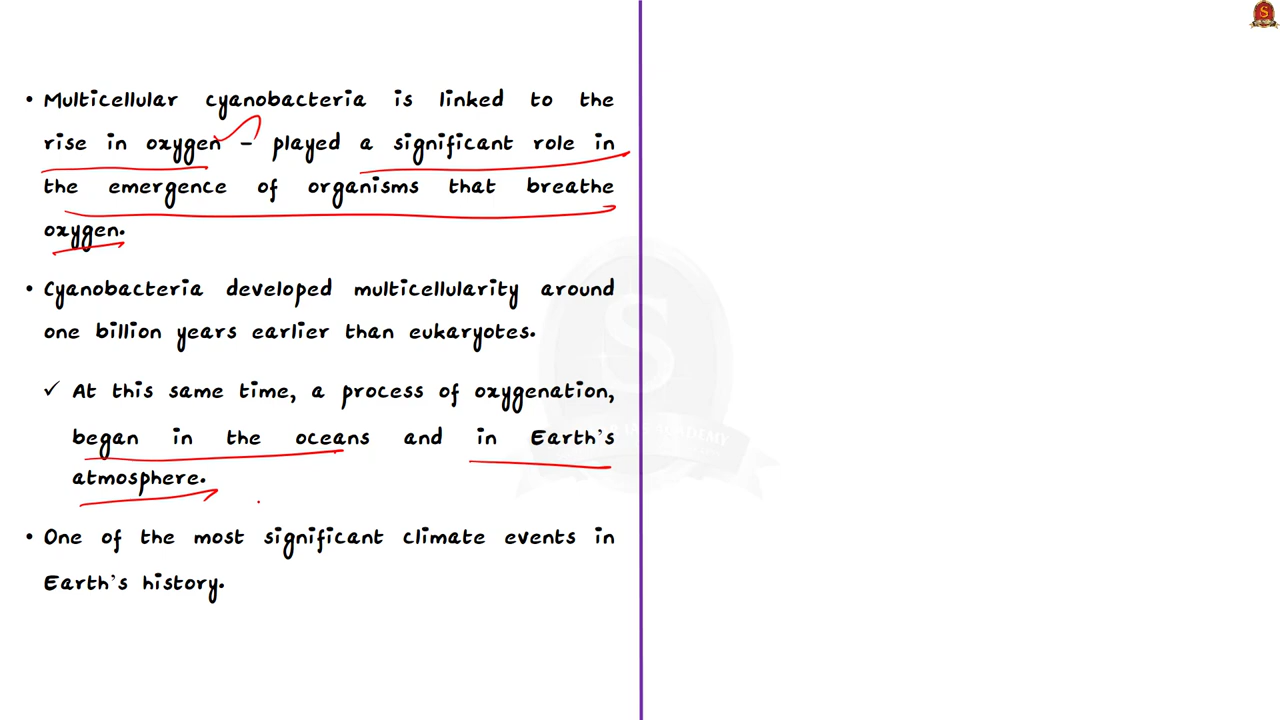 • Multicellular cyanobacteria is linked to the
rise in oxygen – played a significant role in
the emergence of organisms that breathe
oxygen.
• Cyanobacteria developed multicellularity around
one billion years earlier than eukaryotes.
✓ At this same time, a process of oxygenation,
began in the oceans and in Earth's
atmosphere.
• One of the most significant climate events in
Earth's history.
S
ACADEMY
S